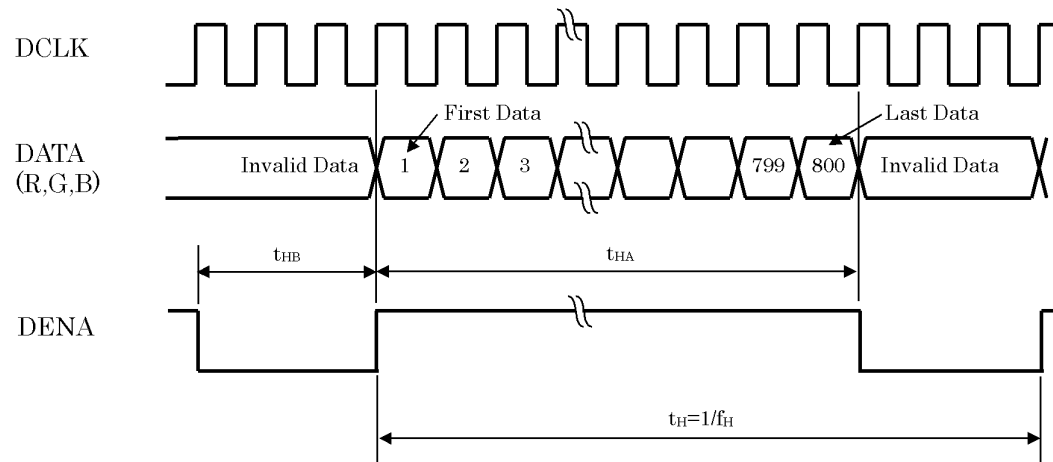 DCLK
First Data
Last Data
DATA
(R,G,B)
Invalid Data
1
2
3
799
800
Invalid Data
tHB
tHA
DENA
tH=1/fH